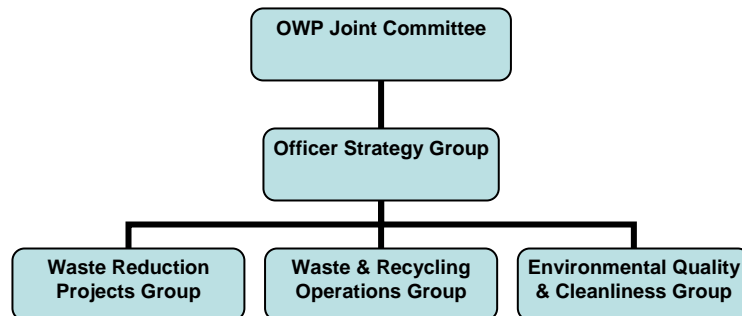 OWP Joint Committee
Officer Strategy Group
Waste Reduction
Projects Group
Waste & Recycling
Operations Group
Environmental Quality
& Cleanliness Group